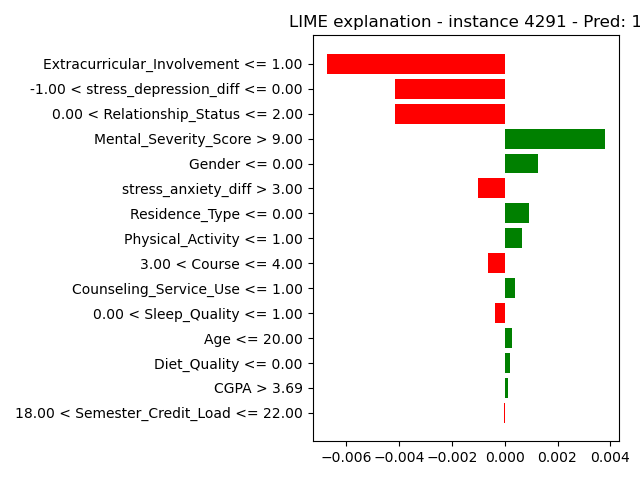 LIME explanation - instance 4291 - Pred: 1
Extracurricular_Involvement <= 1.00
-1.00 < stress_depression_diff <= 0.00
0.00 < Relationship_Status <= 2.00
Mental_Severity_Score > 9.00
Gender <= 0.00
stress_anxiety_diff > 3.00
Residence_Type <= 0.00
Physical_Activity <= 1.00
3.00 < Course <= 4.00
Counseling_Service_Use <= 1.00
0.00 < Sleep_Quality <= 1.00
Age <= 20.00
Diet_Quality <= 0.00
CGPA > 3.69
18.00 < Semester_Credit_Load <= 22.00
−0.006 −0.004 −0.002 0.000 0.002 0.004